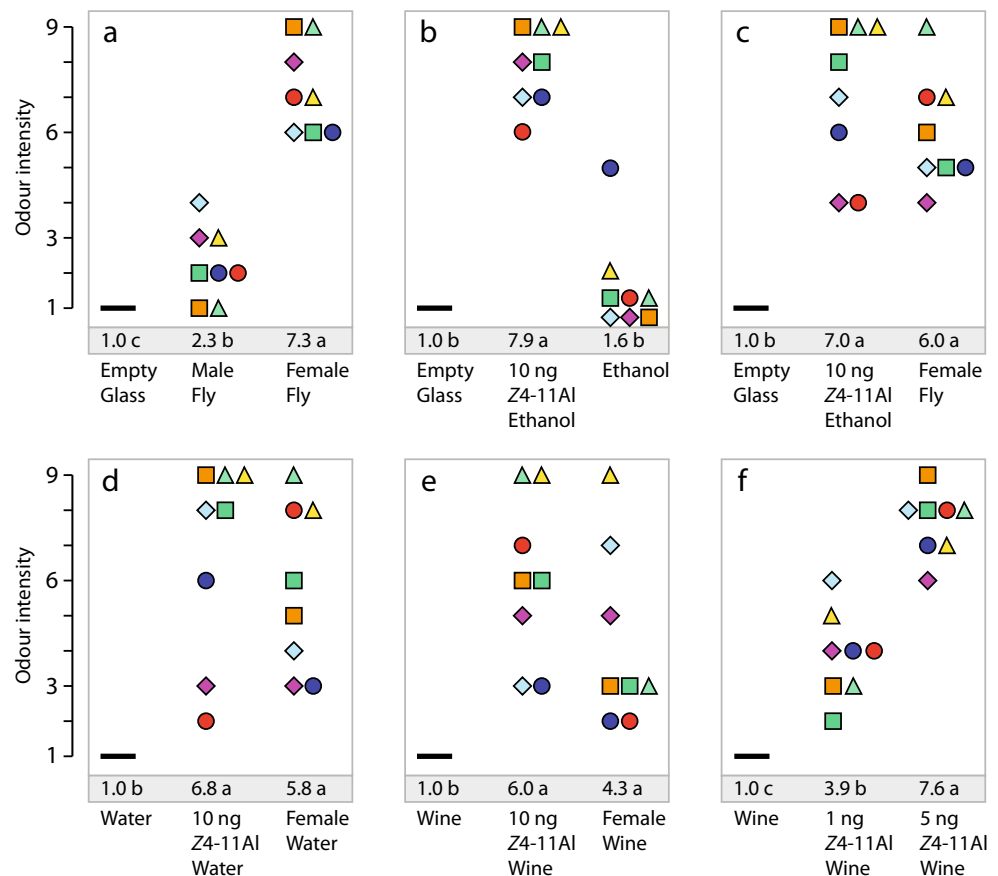 Odour intensity
9
6
3
1
a
1.0 c
2.3 b
7.3 a
Empty
Glass
Male
Fly
Female
Fly
b
1.0 b
7.9 a
1.6 b
Empty
Glass
10 ng
Z4-11Al
Ethanol
Ethanol
c
1.0 b
7.0 a
6.0 a
Empty
Glass
10 ng
Z4-11Al
Ethanol
Female
Fly
Odour intensity
9
6
3
1
d
1.0 b
6.8 a
5.8 a
Water
10 ng
Z4-11Al
Water
Female
Water
e
1.0 b
6.0 a
4.3 a
Wine
10 ng
Z4-11Al
Wine
Female
Wine
f
1.0 c
3.9 b
7.6 a
Wine
1 ng
Z4-11Al
Wine
5 ng
Z4-11Al
Wine